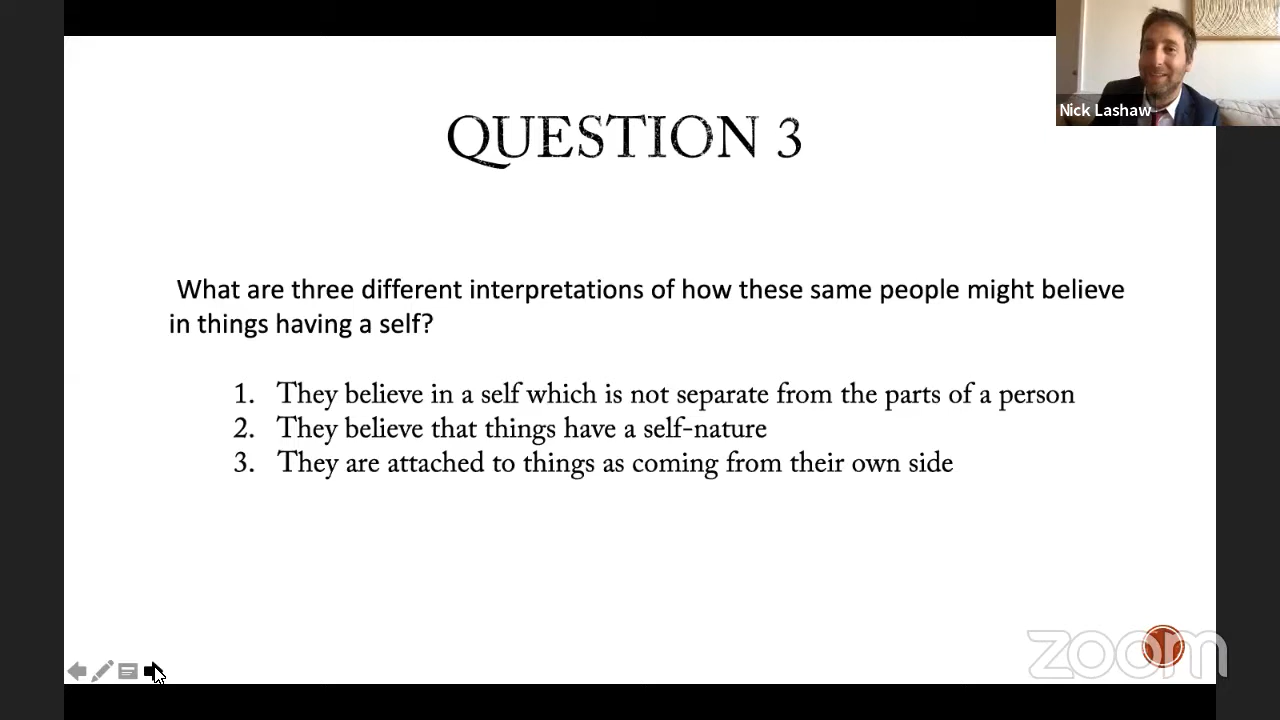 Nick Lashaw
QUESTION 3
What are three different interpretations of how these same people might believe
in things having a self?
1. They believe in a self which is not separate from the parts of a person
2. They believe that things have a self-nature
3. They are attached to things as coming from their own side
zoom